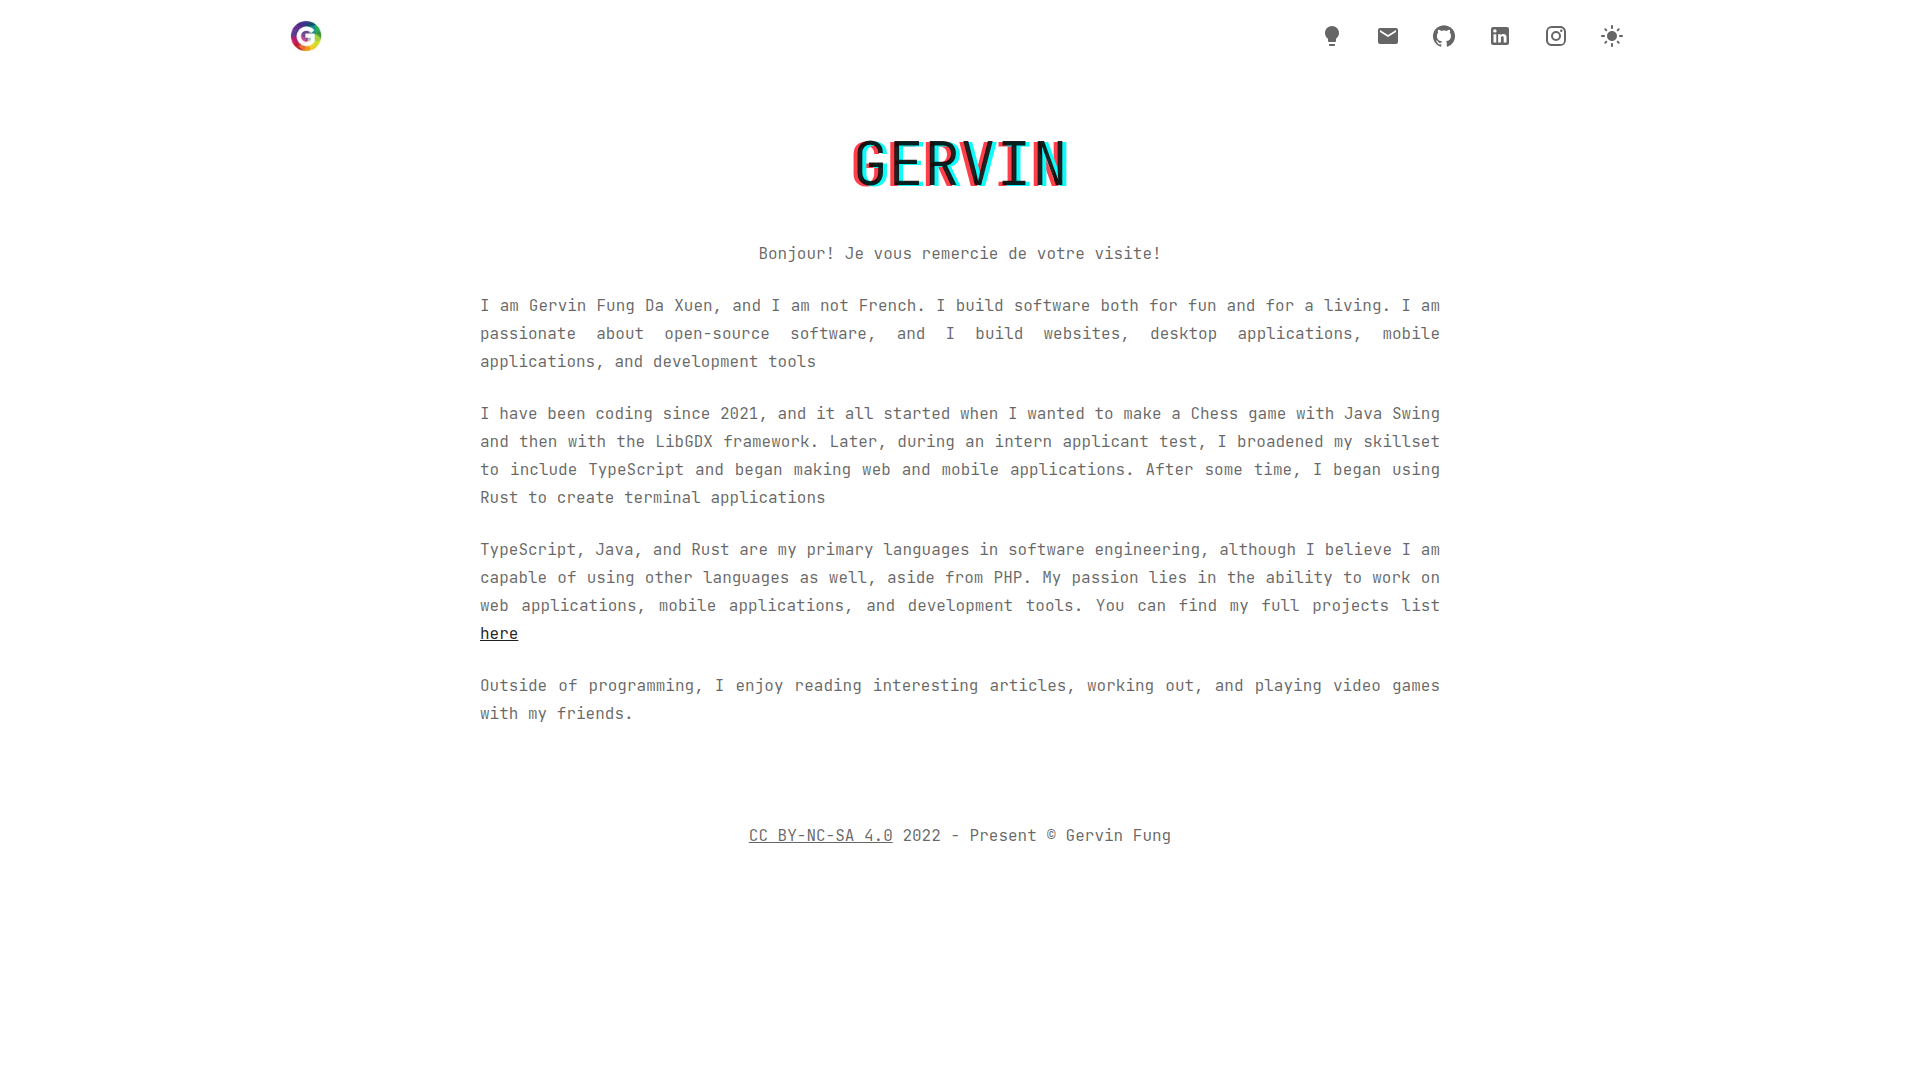 G
GERVIN
Bonjour! Je vous remercie de votre visite!
I am Gervin Fung Da Xuen, and I am not French. I build software both for fun and for a living. I am
passionate about open-source software, and I build websites, desktop applications, mobile
applications, and development tools
I have been coding since 2021, and it all started when I wanted to make a Chess game with Java Swing
and then with the LibGDX framework. Later, during an intern applicant test, I broadened my skillset
to include TypeScript and began making web and mobile applications. After some time, I began using
Rust to create terminal applications
TypeScript, Java, and Rust are my primary languages in software engineering, although I believe I am
capable of using other languages as well, aside from PHP. My passion lies in the ability to work on
web applications, mobile applications, and development tools. You can find my full projects list
here
Outside of programming, I enjoy reading interesting articles, working out, and playing video games
with my friends.
CC BY-NC-SA 4.0 2022 - Present © Gervin Fung